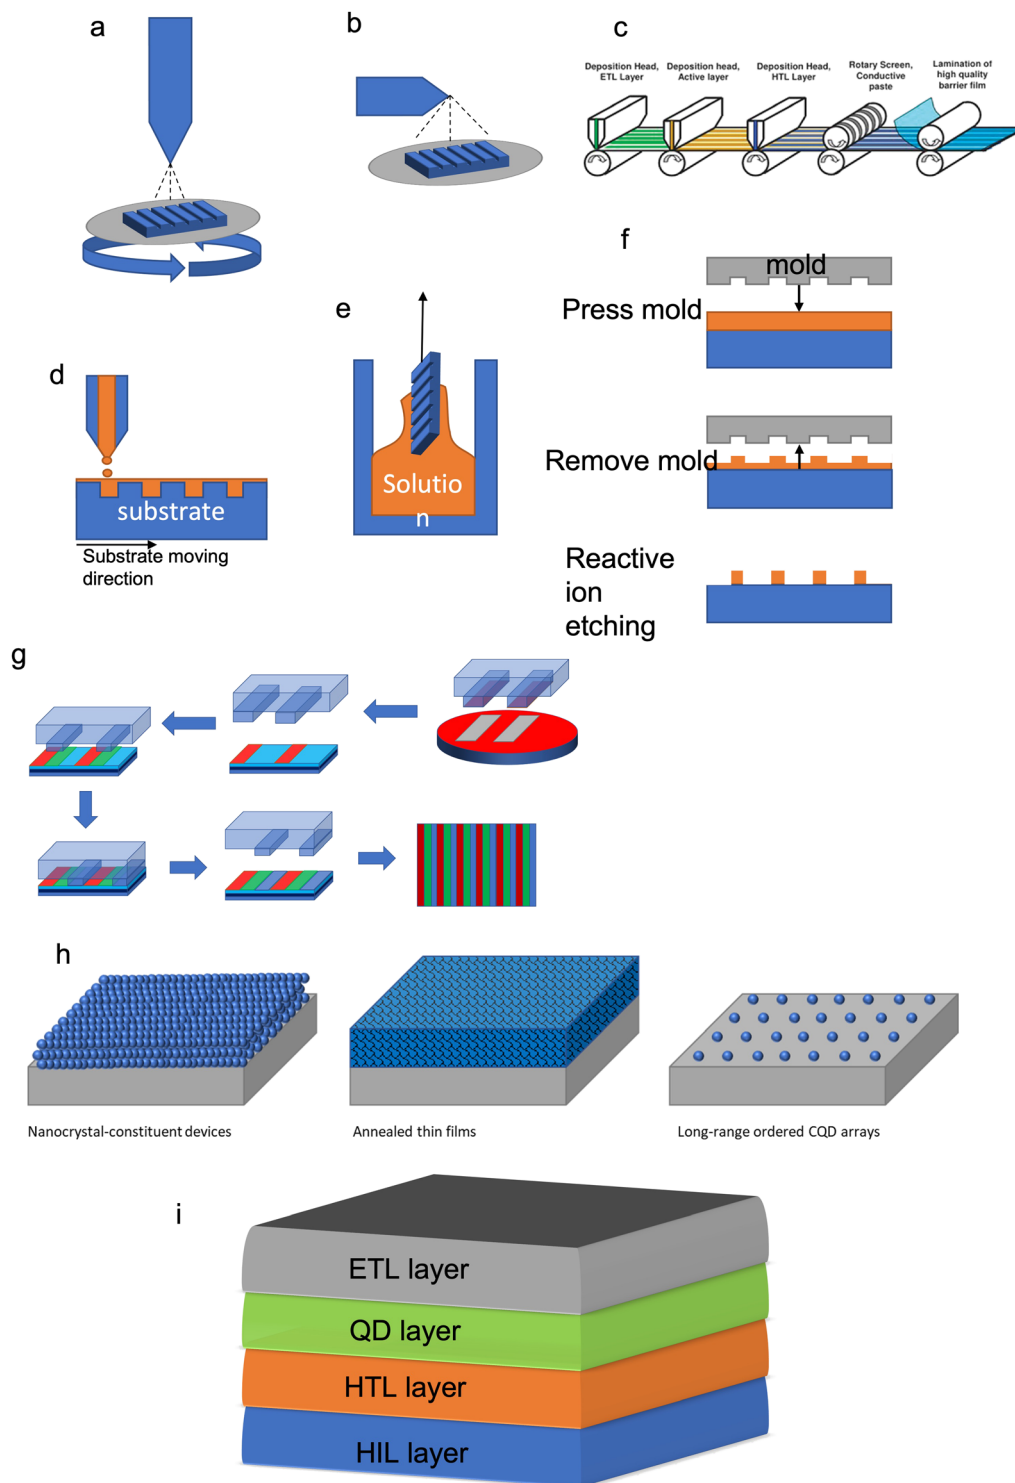 a
b
c
Deposition Head,
ETL Layer
Deposition head,
Active layer
Deposition Head,
HTL Layer
Rotary Screen,
Conductive
paste
Lamination of
high quality
barrier film
d
substrate
Substrate moving
direction
e
Solutio
n
f
mold
Press mold
Remove mold
Reactive
ion
etching
g
h
Nanocrystal-constituent devices
Annealed thin films
Long-range ordered CQD arrays
i
ETL layer
QD layer
HTL layer
HIL layer